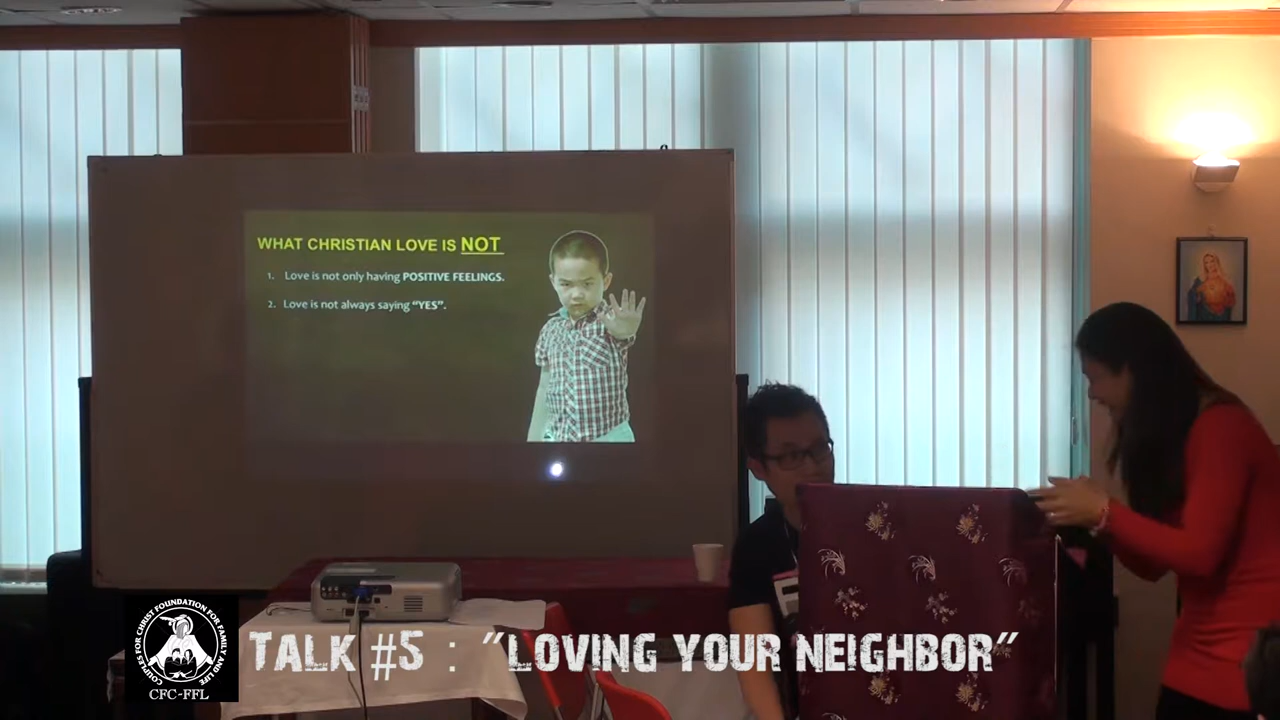 WHAT CHRISTIAN LOVE IS NOT
1. Love is not only having POSITIVE FEELINGS.
2. Love is not always saying “YES”.
COUPLES FOR CHRIST FOUNDATION FOR FAMILY AND LIFE
CFC-FFL
TALK #5 : "LOVING YOUR NEIGHBOR"